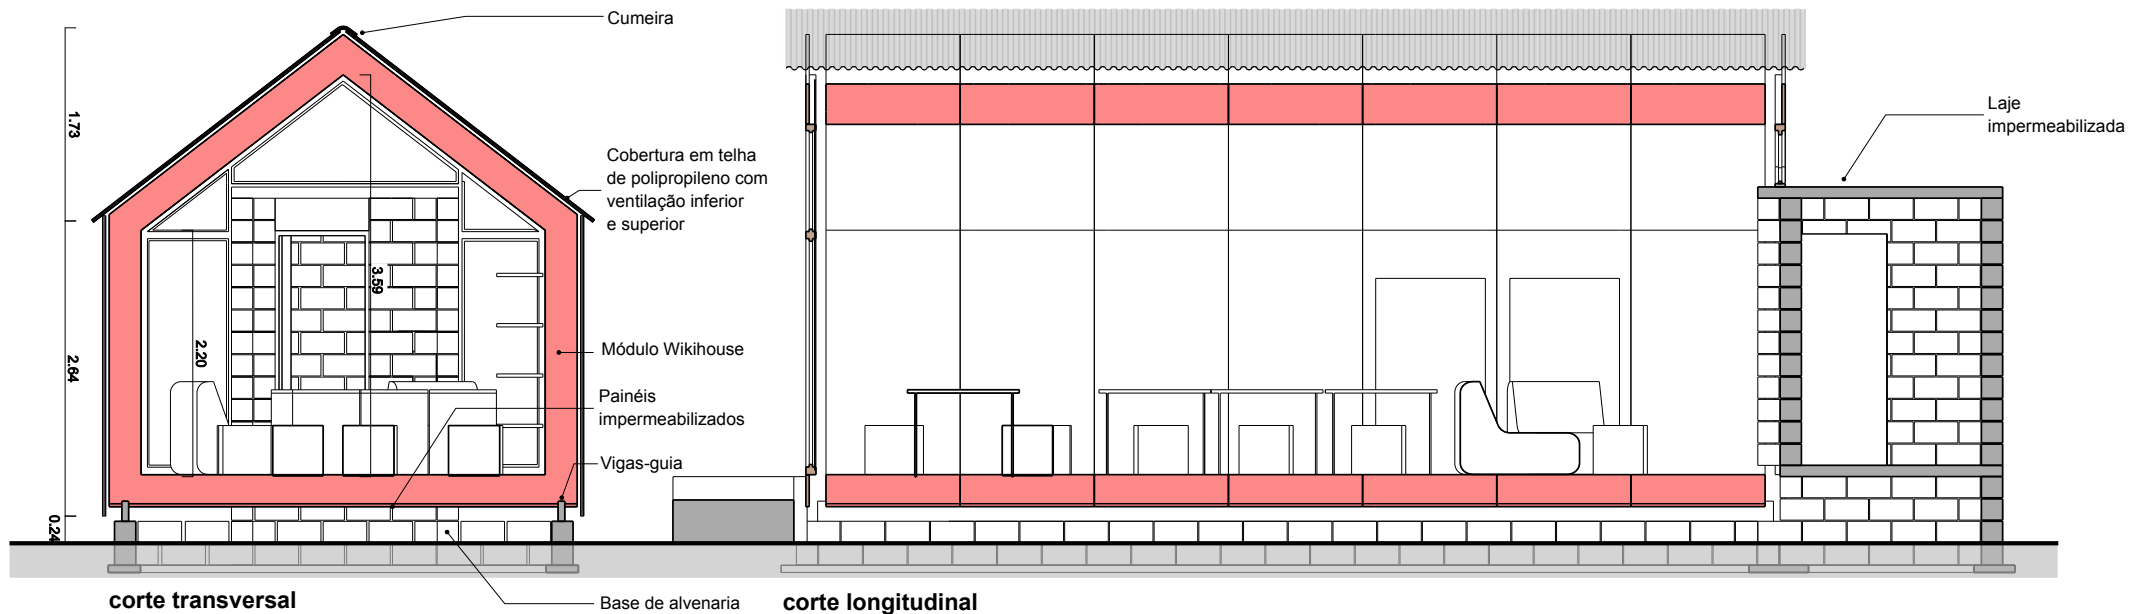 Cumeira
1.73
Cobertura em telha
de polipropileno com
ventilação inferior
e superior
3.59
2.20
2.64
Módulo Wikihouse
Painéis
impermeabilizados
Vigas-guia
0.24
Base de alvenaria
corte transversal
Laje
impermeabilizada
corte longitudinal